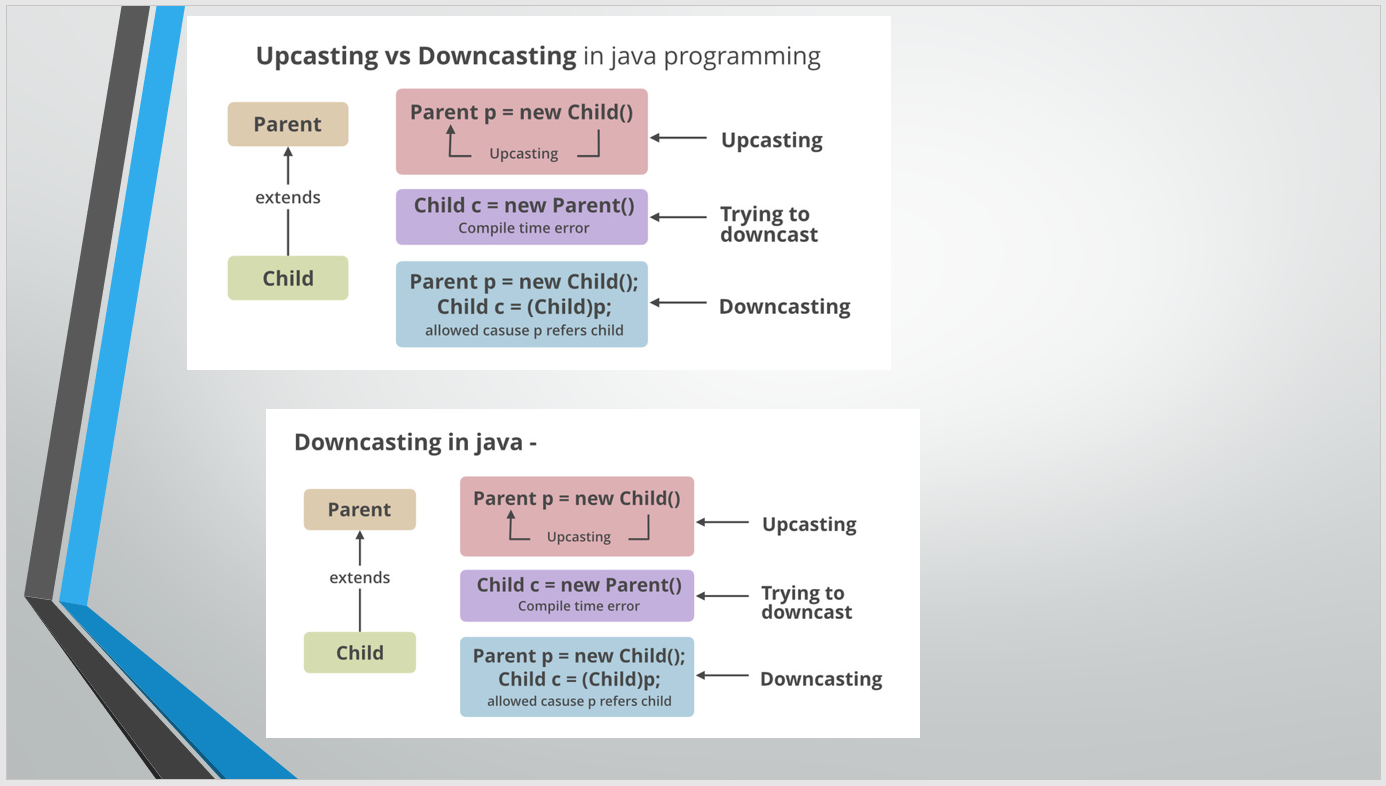 Upcasting vs Downcasting in java programming
Parent
extends
Child
Parent p = new Child()
Upcasting
Upcasting
Child c = new Parent()
Compile time error
Trying to
downcast
Parent p = new Child();
Child c = (Child)p;
allowed casuse p refers child
Downcasting
Downcasting in java -
Parent
extends
Child
Parent p = new Child()
Upcasting
Upcasting
Child c = new Parent()
Compile time error
Trying to
downcast
Parent p = new Child();
Child c = (Child)p;
allowed casuse p refers child
Downcasting